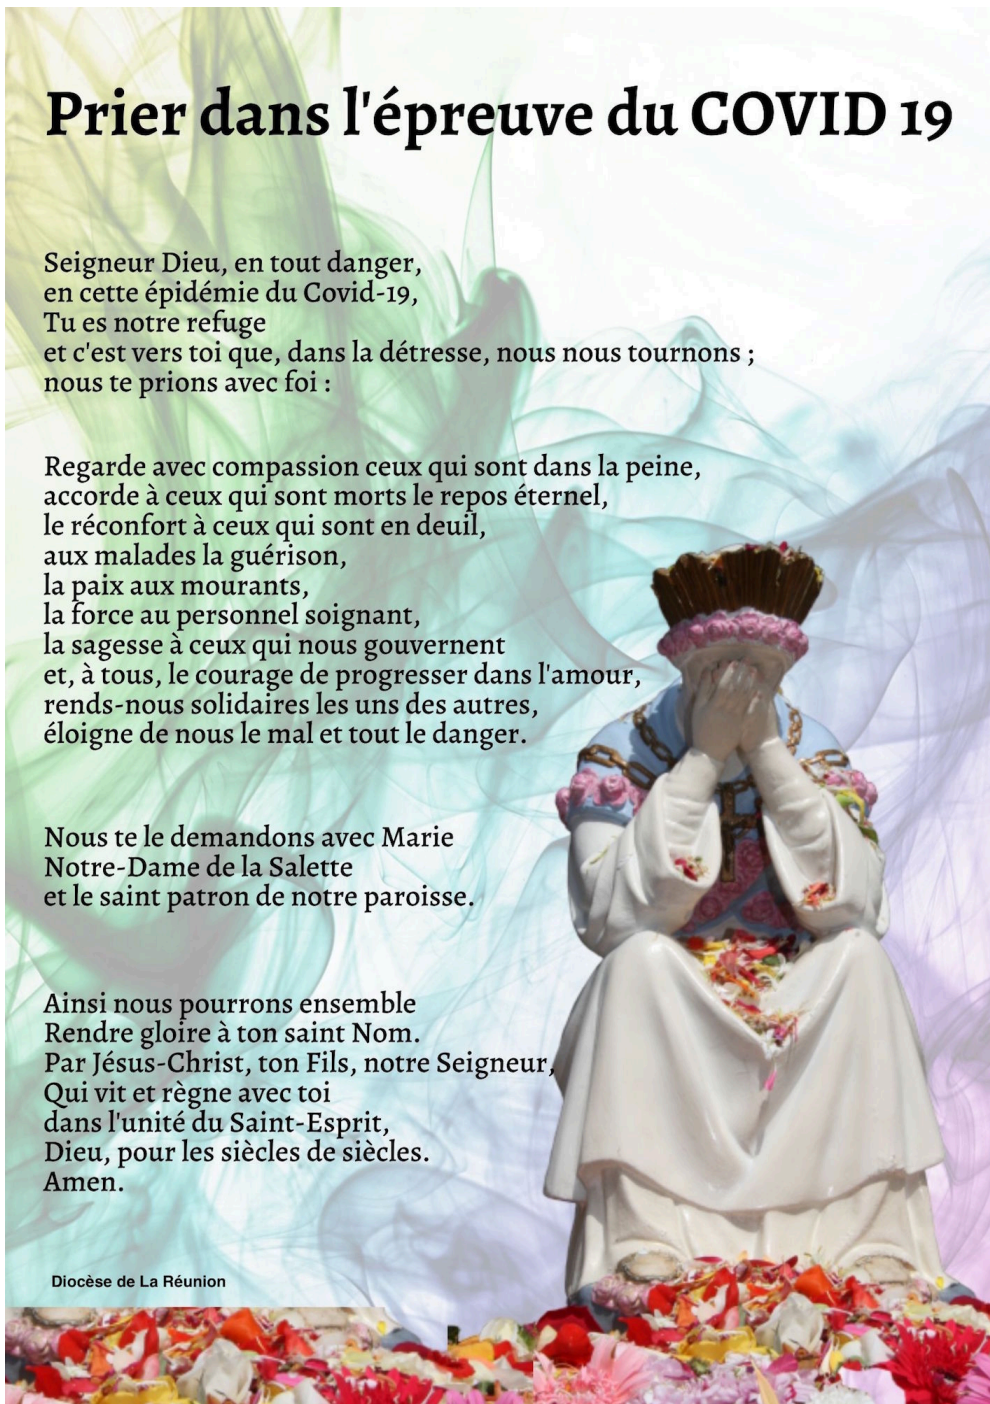 Prier dans l'épreuve du COVID 19
Seigneur Dieu, en tout danger,
en cette épidémie du Covid-19,
Tu es notre refuge
et c'est vers toi que, dans la détresse, nous nous tournons ;
nous te prions avec foi :
Regarde avec compassion ceux qui sont dans la peine,
accorde à ceux qui sont morts le repos éternel,
le réconfort à ceux qui sont en deuil,
aux malades la guérison,
la paix aux mourants,
la force au personnel soignant,
la sagesse à ceux qui nous gouvernent
et, à tous, le courage de progresser dans l'amour,
rends-nous solidaires les uns des autres,
éloigne de nous le mal et tout le danger.
Nous te le demandons avec Marie
Notre-Dame de la Salette
et le saint patron de notre paroisse.
Ainsi nous pourrons ensemble
Rendre gloire à ton saint Nom.
Par Jésus-Christ, ton Fils, notre Seigneur,
Qui vit et règne avec toi
dans l'unité du Saint-Esprit,
Dieu, pour les siècles de siècles.
Amen.
Diocèse de La Réunion